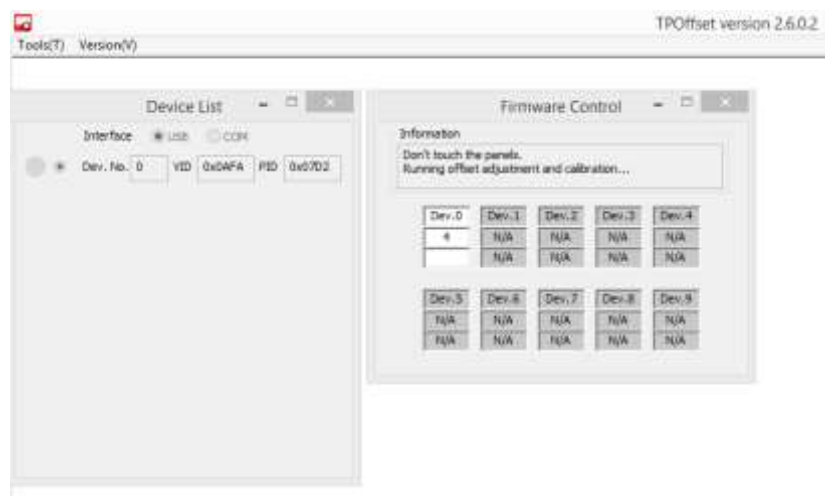 TPOffset version 2.6.0.2
Tools(T) Version(V)
Device List
Interface USB COM
Dev. No. 0 VID 0x0AFA PID 0x07D2
Firmware Control
Information
Don't touch the panels.
Running offset adjustment and calibration...
Dev.0 Dev.1 Dev.2 Dev.3 Dev.4
4 N/A N/A N/A N/A
N/A N/A N/A N/A
Dev.5 Dev.6 Dev.7 Dev.8 Dev.9
N/A N/A N/A N/A N/A
N/A N/A N/A N/A N/A